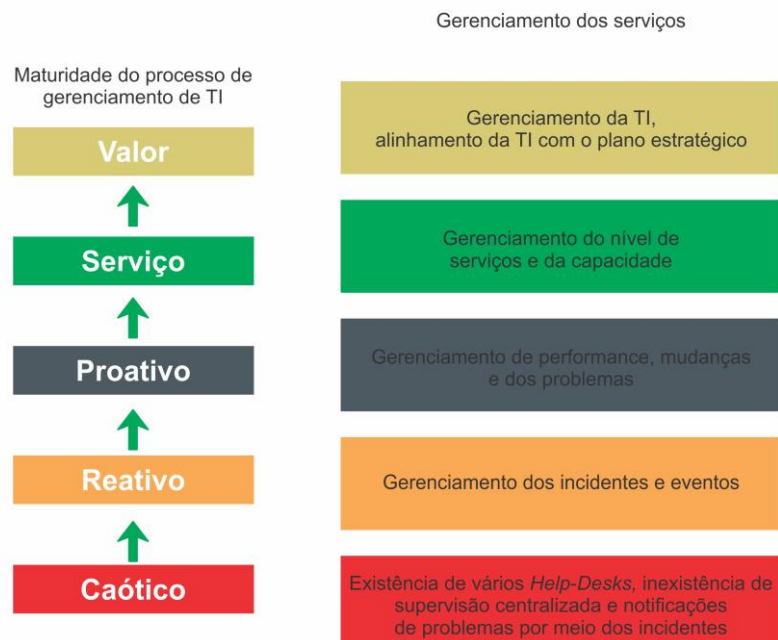 Gerenciamento dos serviços
Maturidade do processo de
gerenciamento de TI
Valor
Gerenciamento da TI,
alinhamento da TI com o plano estratégico
Serviço
Gerenciamento do nível de
serviços e da capacidade
Proativo
Gerenciamento de performance, mudanças
e dos problemas
Reativo
Gerenciamento dos incidentes e eventos
Caótico
Existência de vários Help-Desks, inexistência de
supervisão centralizada e notificações
de problemas por meio dos incidentes